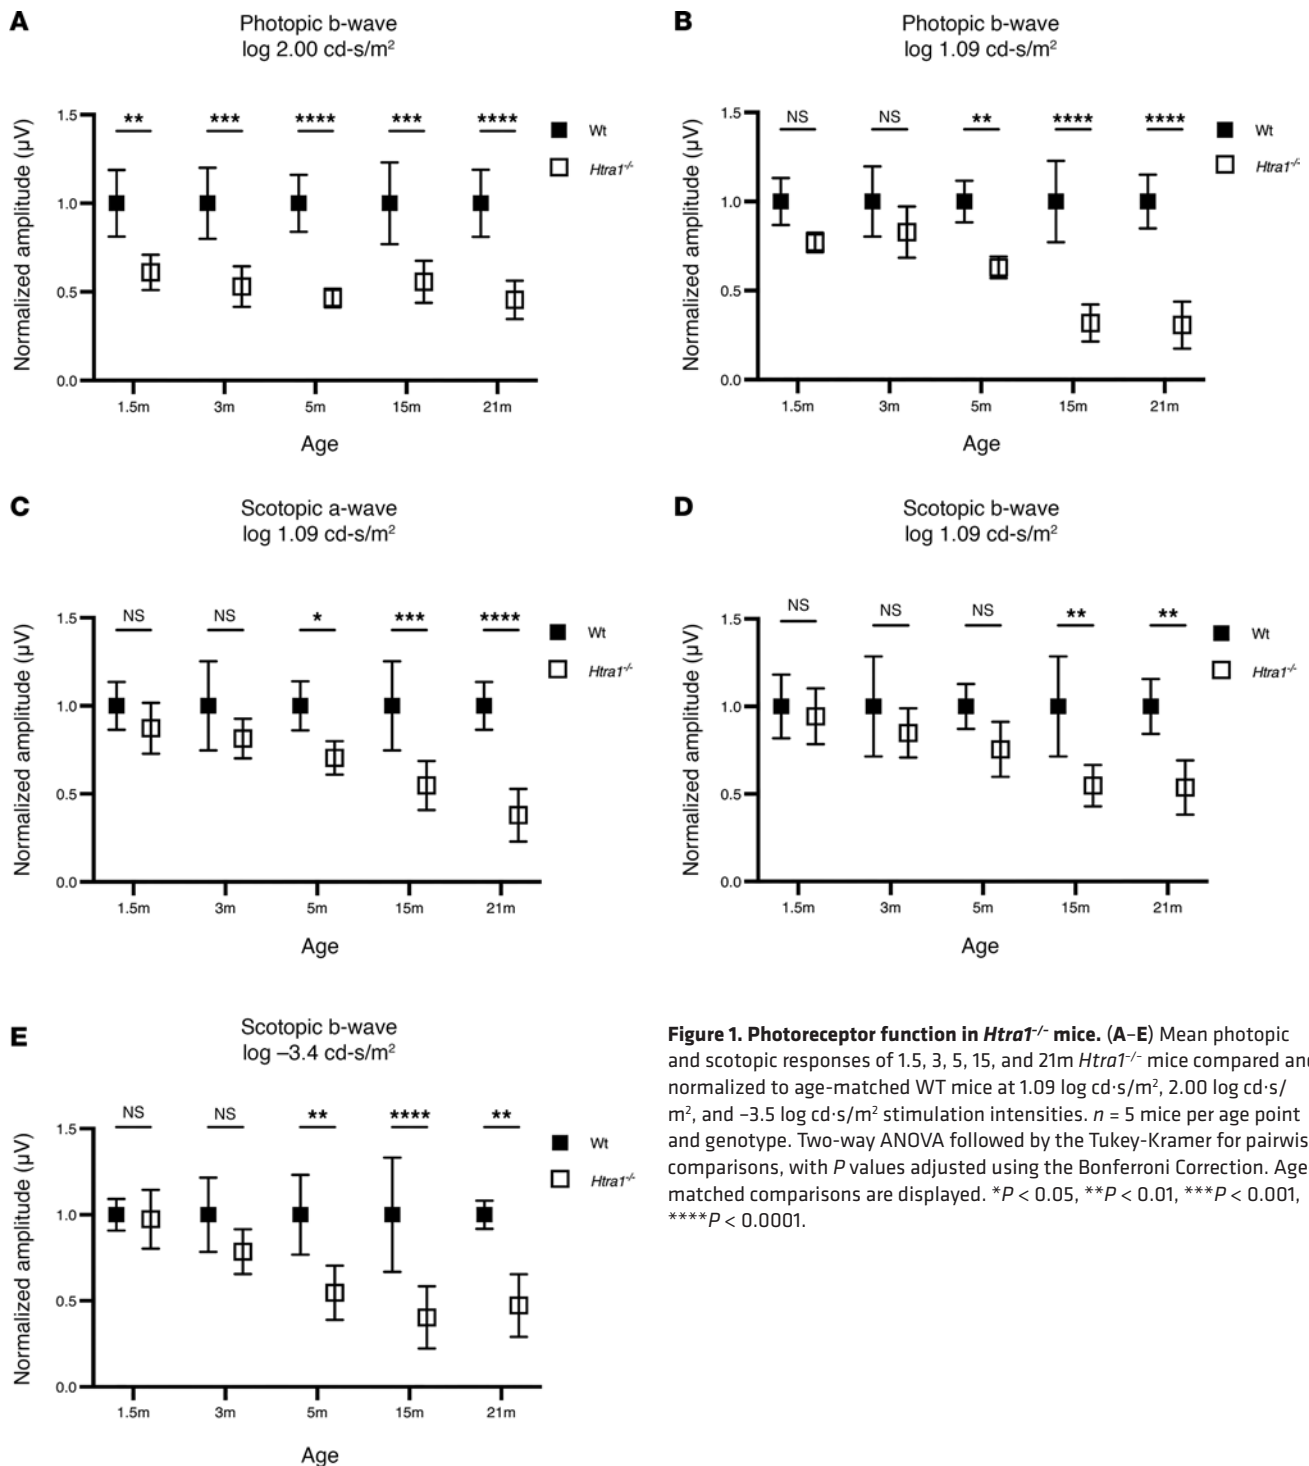 A
Photopic b-wave
log 2.00 cd-s/m²
Normalized amplitude (µV)
1.5
1.0
0.5
0.0
** *** **** *** ****
1.5m 3m 5m 15m 21m
Age
Wt
Htra1-/-
B
Photopic b-wave
log 1.09 cd-s/m²
Normalized amplitude (µV)
1.5
1.0
0.5
0.0
NS NS ** **** ****
1.5m 3m 5m 15m 21m
Age
Wt
Htra1-/-
C
Scotopic a-wave
log 1.09 cd-s/m²
Normalized amplitude (µV)
1.5
1.0
0.5
0.0
NS NS * *** ****
1.5m 3m 5m 15m 21m
Age
Wt
Htra1-/-
D
Scotopic b-wave
log 1.09 cd-s/m²
Normalized amplitude (µV)
1.5
1.0
0.5
0.0
NS NS NS ** **
1.5m 3m 5m 15m 21m
Age
Wt
Htra1-/-
E
Scotopic b-wave
log –3.4 cd-s/m²
Normalized amplitude (µV)
1.5
1.0
0.5
0.0
NS NS ** **** **
1.5m 3m 5m 15m 21m
Age
Wt
Htra1-/-
Figure 1. Photoreceptor function in Htra1-/- mice. (A–E) Mean photopic
and scotopic responses of 1.5, 3, 5, 15, and 21m Htra1-/- mice compared and
normalized to age-matched WT mice at 1.09 log cd·s/m², 2.00 log cd·s/
m², and –3.5 log cd·s/m² stimulation intensities. n = 5 mice per age point
and genotype. Two-way ANOVA followed by the Tukey-Kramer for pairwis
comparisons, with P values adjusted using the Bonferroni Correction. Age
matched comparisons are displayed. *P < 0.05, **P < 0.01, ***P < 0.001,
****P < 0.0001.